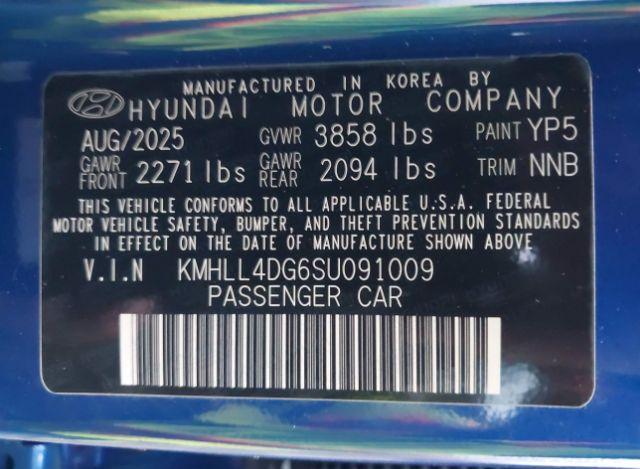 MANUFACTURED IN KOREA BY
HYUNDAI MOTOR COMPANY
AUG/2025 GVWR 3858 lbs PAINT YP5
GAWR FRONT 2271 lbs GAWR REAR 2094 lbs TRIM NNB
THIS VEHICLE CONFORMS TO ALL APPLICABLE U.S.A. FEDERAL
MOTOR VEHICLE SAFETY, BUMPER, AND THEFT PREVENTION STANDARDS
IN EFFECT ON THE DATE OF MANUFACTURE SHOWN ABOVE.
V.I.N KMHLL4DG6SU091009
PASSENGER CAR